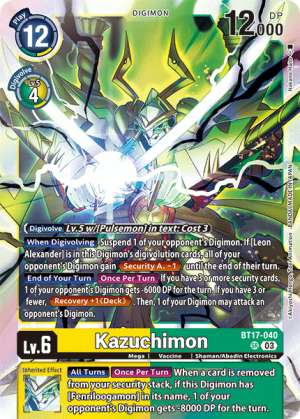 Play
12
DIGIMON
12000
DP
Digivolve
Lv.5
4
Digivolve Lv.5 w/[Pulsemon] in text: Cost 3
When Digivolving Suspend 1 of your opponent's Digimon. If [Leon
Alexander] is in this Digimon's digivolution cards, all of your
opponent's Digimon gain Security A. -1 until the end of their turn.
End of Your Turn Once Per Turn If you have 3 or more security cards,
1 of your opponent's Digimon gets -6000 DP for the turn. If you have 3 or
fewer, Recovery +1 (Deck). Then, 1 of your Digimon may attack an
opponent's Digimon.
BT17-040
SR 03
Lv.6
Kazuchimon
Mega | Vaccine | Shaman/Abadin Electronics
Inherited Effect
All Turns Once Per Turn When a card is removed
from your security stack, if this Digimon has
[Fenriloogamon] in its name, 1 of your
opponent's Digimon gets -8000 DP for the turn.